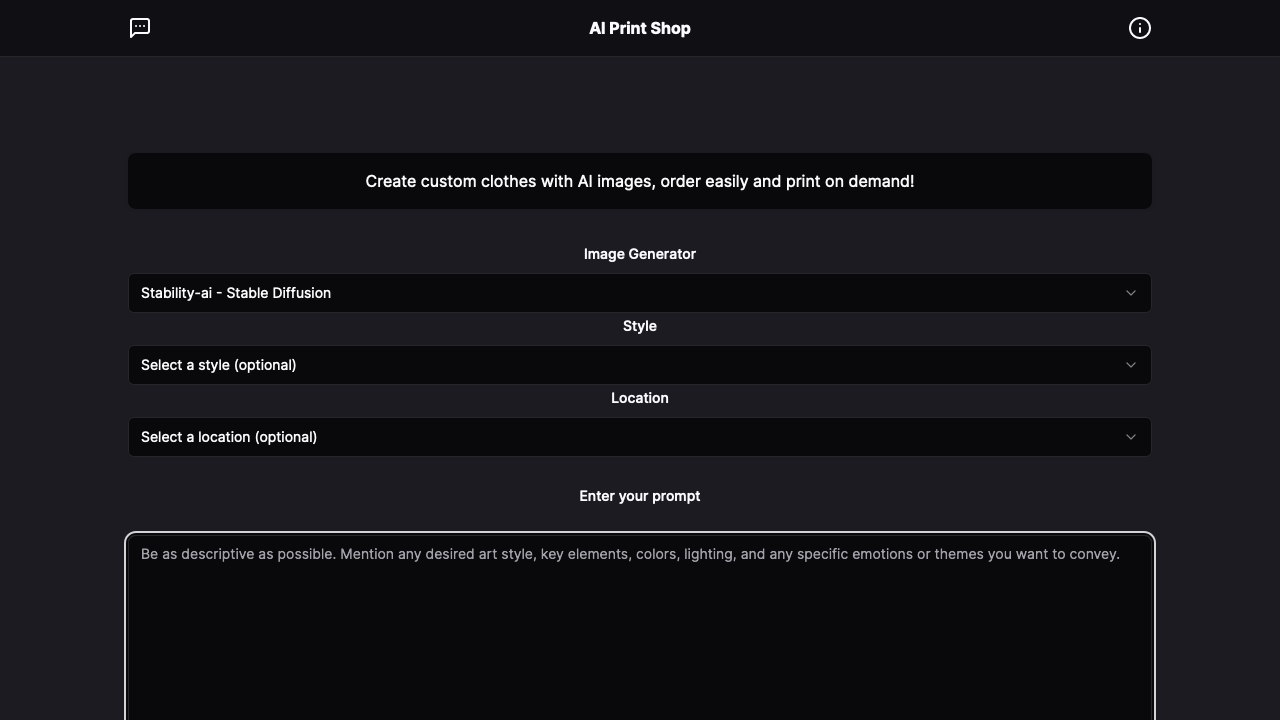 AI Print Shop
Create custom clothes with AI images, order easily and print on demand!
Image Generator
Stability-ai - Stable Diffusion
Style
Select a style (optional)
Location
Select a location (optional)
Enter your prompt
Be as descriptive as possible. Mention any desired art style, key elements, colors, lighting, and any specific emotions or themes you want to convey.